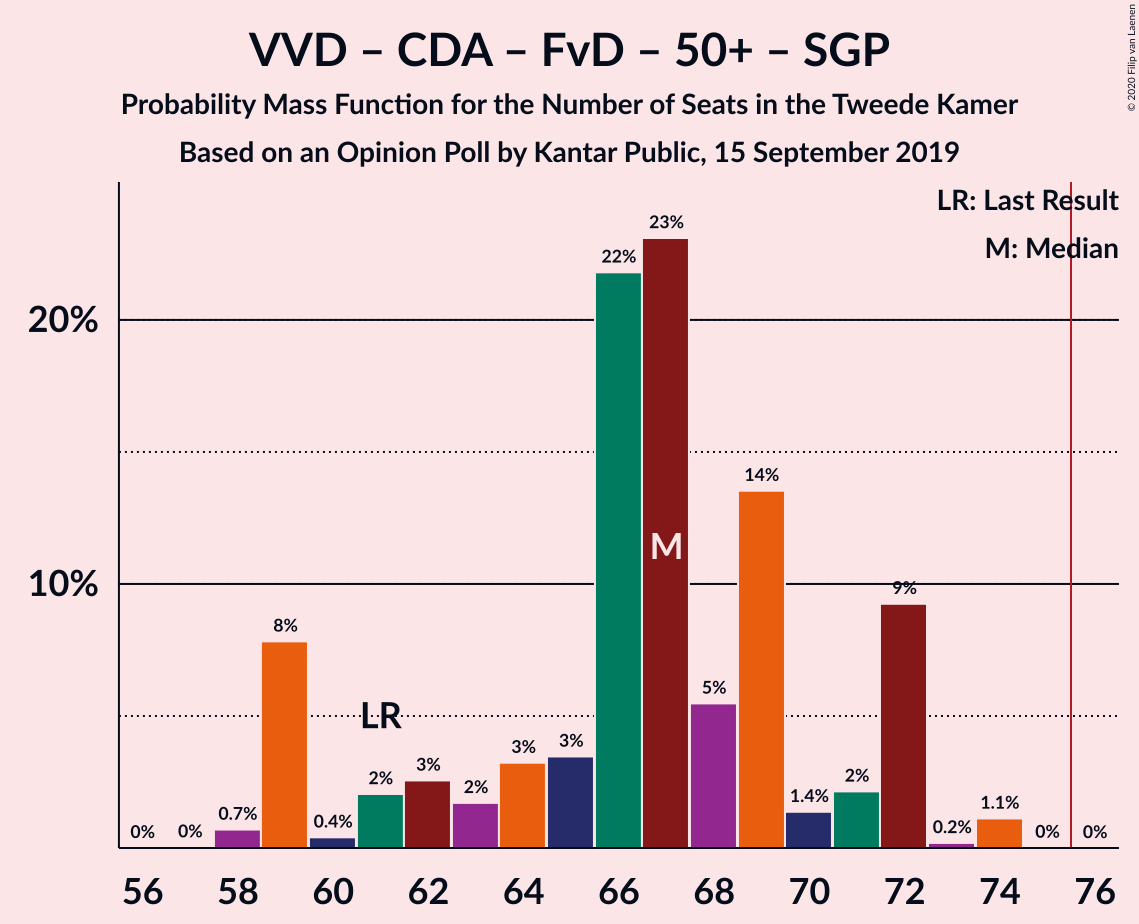 VVD – CDA – FvD – 50+ – SGP
Probability Mass Function for the Number of Seats in the Tweede Kamer
Based on an Opinion Poll by Kantar Public, 15 September 2019
© 2020 Filip van Laenen
LR: Last Result
M: Median
23%
22%
20%
14%
M
10%
9%
8%
5%
LR
3%
3%
2%
3%
2%
2%
1.4%
1.1%
0.7%
0.4%
0.2%
0%
0%
0%
0%
56 58 60 62 64 66 68 70 72 74 76